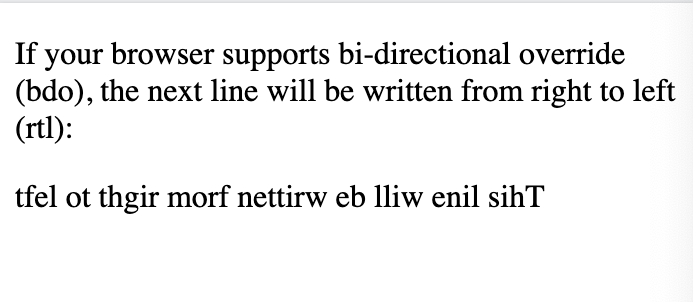 If your browser supports bi-directional override
(bdo), the next line will be written from right to left
(rtl):
tfel ot thgir morf nettirw eb lliw enil sihT